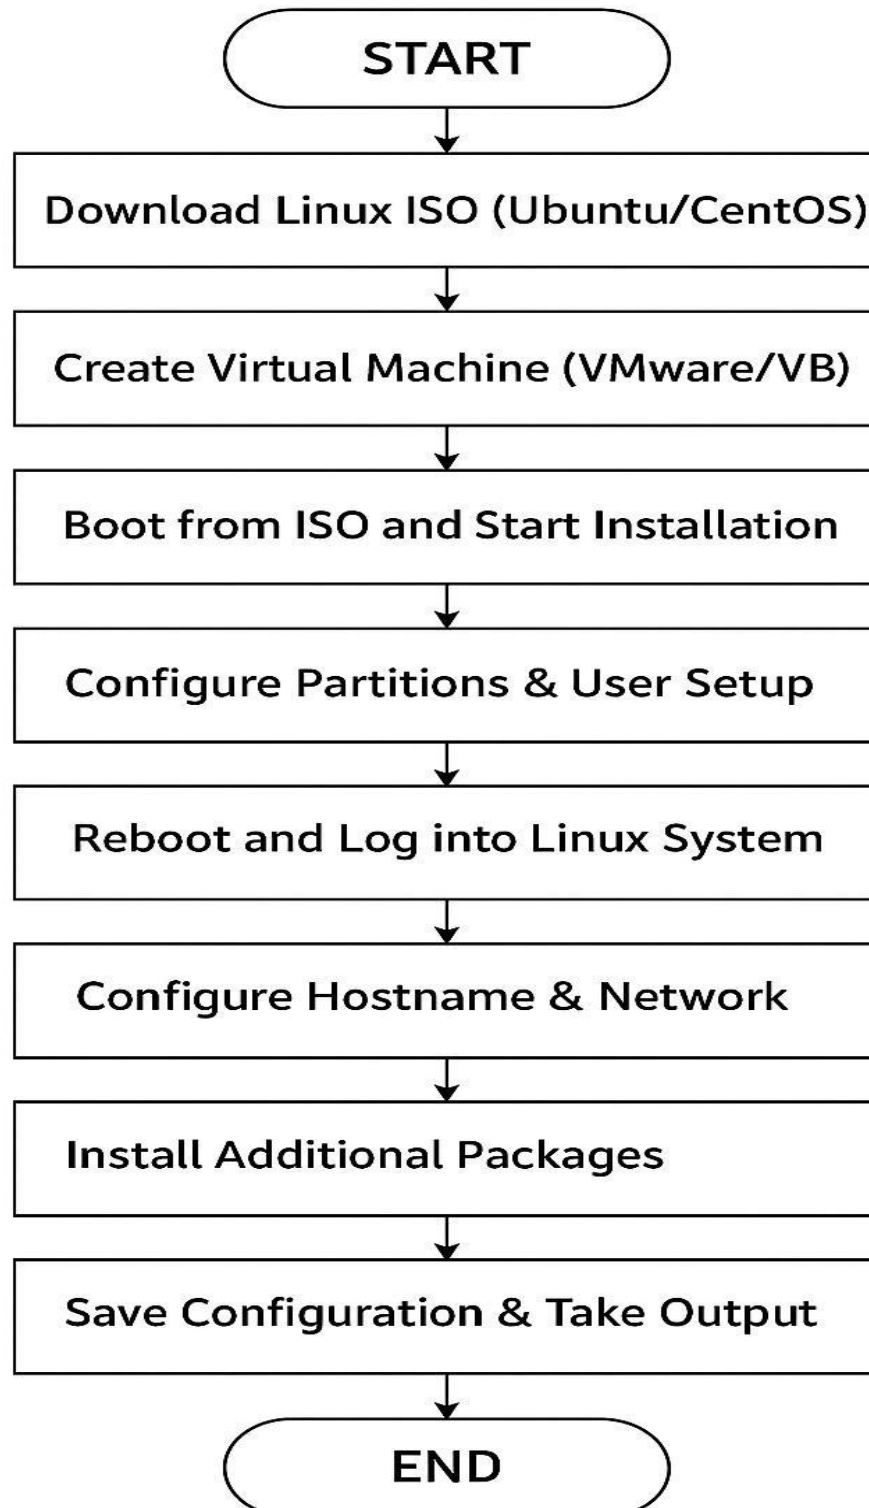 START
Download Linux ISO (Ubuntu/CentOS)
Create Virtual Machine (VMware/VB)
Boot from ISO and Start Installation
Configure Partitions & User Setup
Reboot and Log into Linux System
Configure Hostname & Network
Install Additional Packages
Save Configuration & Take Output
END